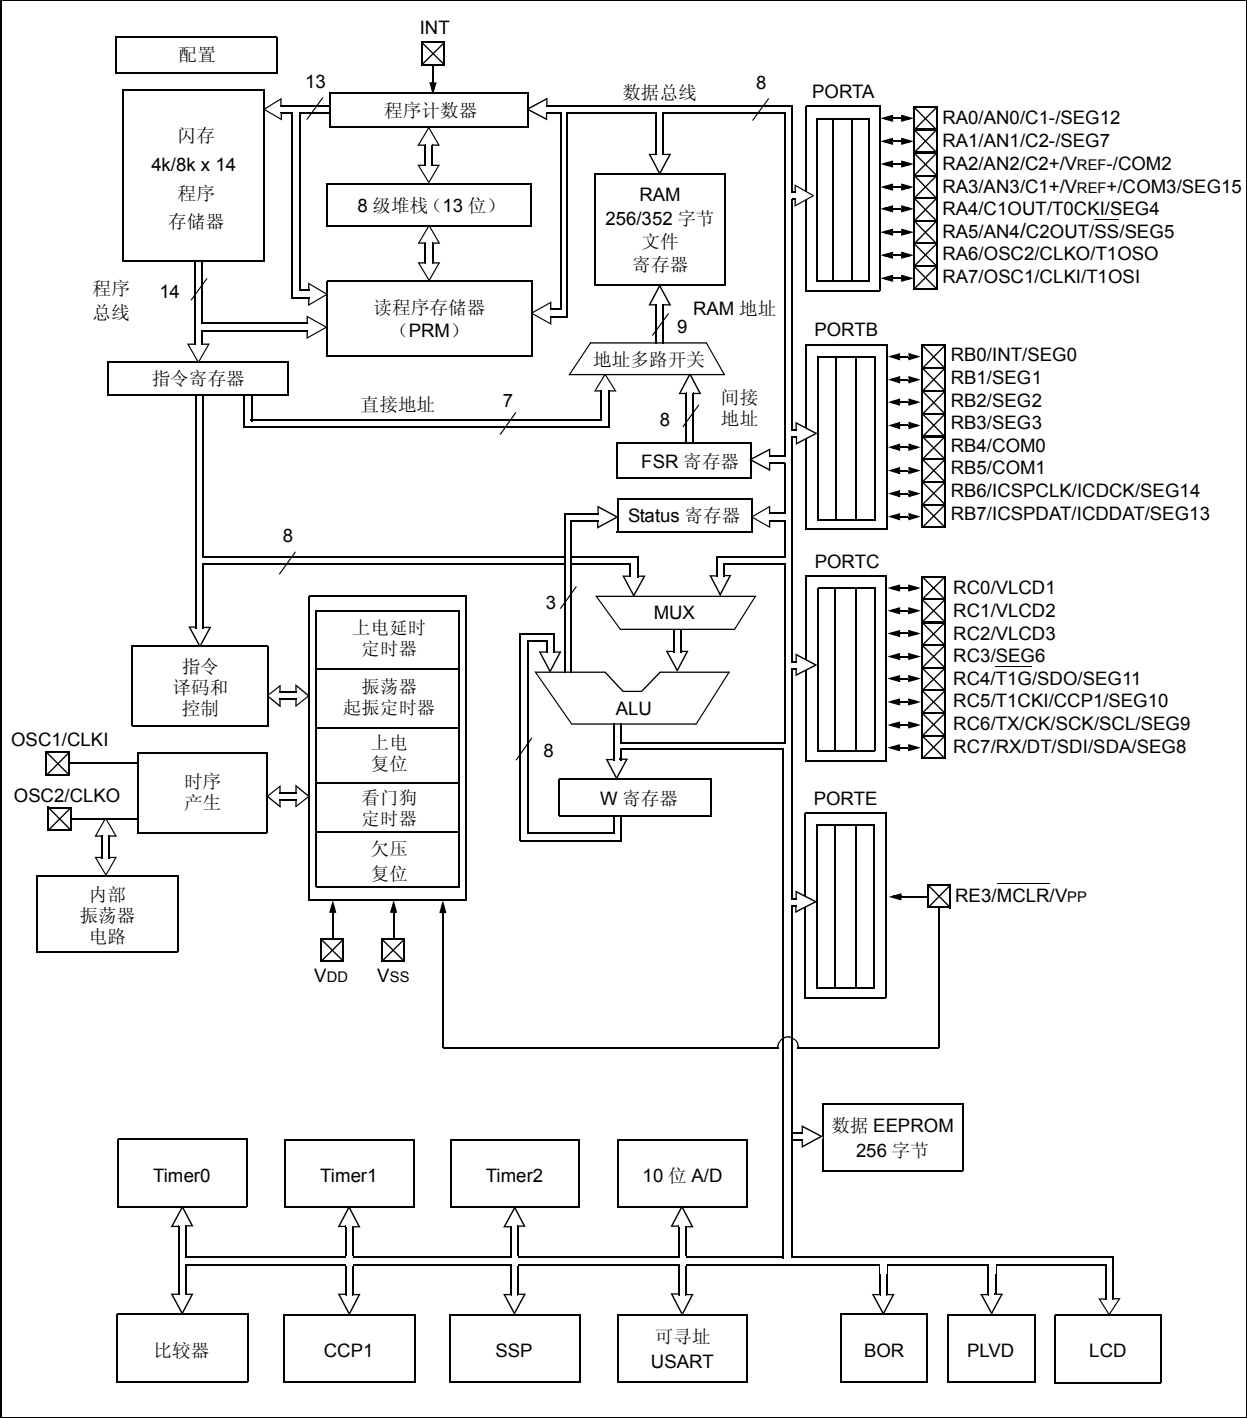 INT
配置
13
程序计数器
数据总线
8
闪存
4k/8k x 14
程序
存储器
8 级堆栈（13 位）
RAM
256/352 字节
文件
寄存器
程序
总线
14
读程序存储器
（PRM）
RAM 地址
9
地址多路开关
指令寄存器
直接地址
7
间接
地址
8
FSR 寄存器
Status 寄存器
8
3
MUX
上电延时
定时器
振荡器
起振定时器
上电
复位
看门狗
定时器
欠压
复位
指令
译码和
控制
ALU
8
W 寄存器
OSC1/CLKI
OSC2/CLKO
时序
产生
内部
振荡器
电路
VDD
VSS
PORTA
RA0/AN0/C1-/SEG12
RA1/AN1/C2-/SEG7
RA2/AN2/C2+/VREF-/COM2
RA3/AN3/C1+/VREF+/COM3/SEG15
RA4/C1OUT/T0CKI/SEG4
RA5/AN4/C2OUT/SS/SEG5
RA6/OSC2/CLKO/T1OSO
RA7/OSC1/CLKI/T1OSI
PORTB
RB0/INT/SEG0
RB1/SEG1
RB2/SEG2
RB3/SEG3
RB4/COM0
RB5/COM1
RB6/ICSPCLK/ICDCK/SEG14
RB7/ICSPDAT/ICDDAT/SEG13
PORTC
RC0/VLCD1
RC1/VLCD2
RC2/VLCD3
RC3/SEG6
RC4/T1G/SDO/SEG11
RC5/T1CKI/CCP1/SEG10
RC6/TX/CK/SCK/SCL/SEG9
RC7/RX/DT/SDI/SDA/SEG8
PORTE
RE3/MCLR/VPP
数据 EEPROM
256 字节
Timer0
Timer1
Timer2
10 位 A/D
比较器
CCP1
SSP
可寻址
USART
BOR
PLVD
LCD